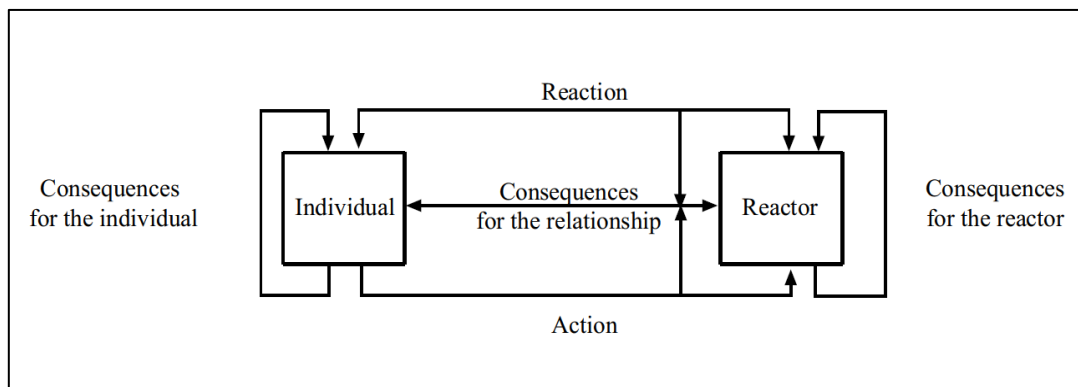 Reaction
Consequences
for the individual
Individual
Consequences
for the relationship
Reactor
Consequences
for the reactor
Action